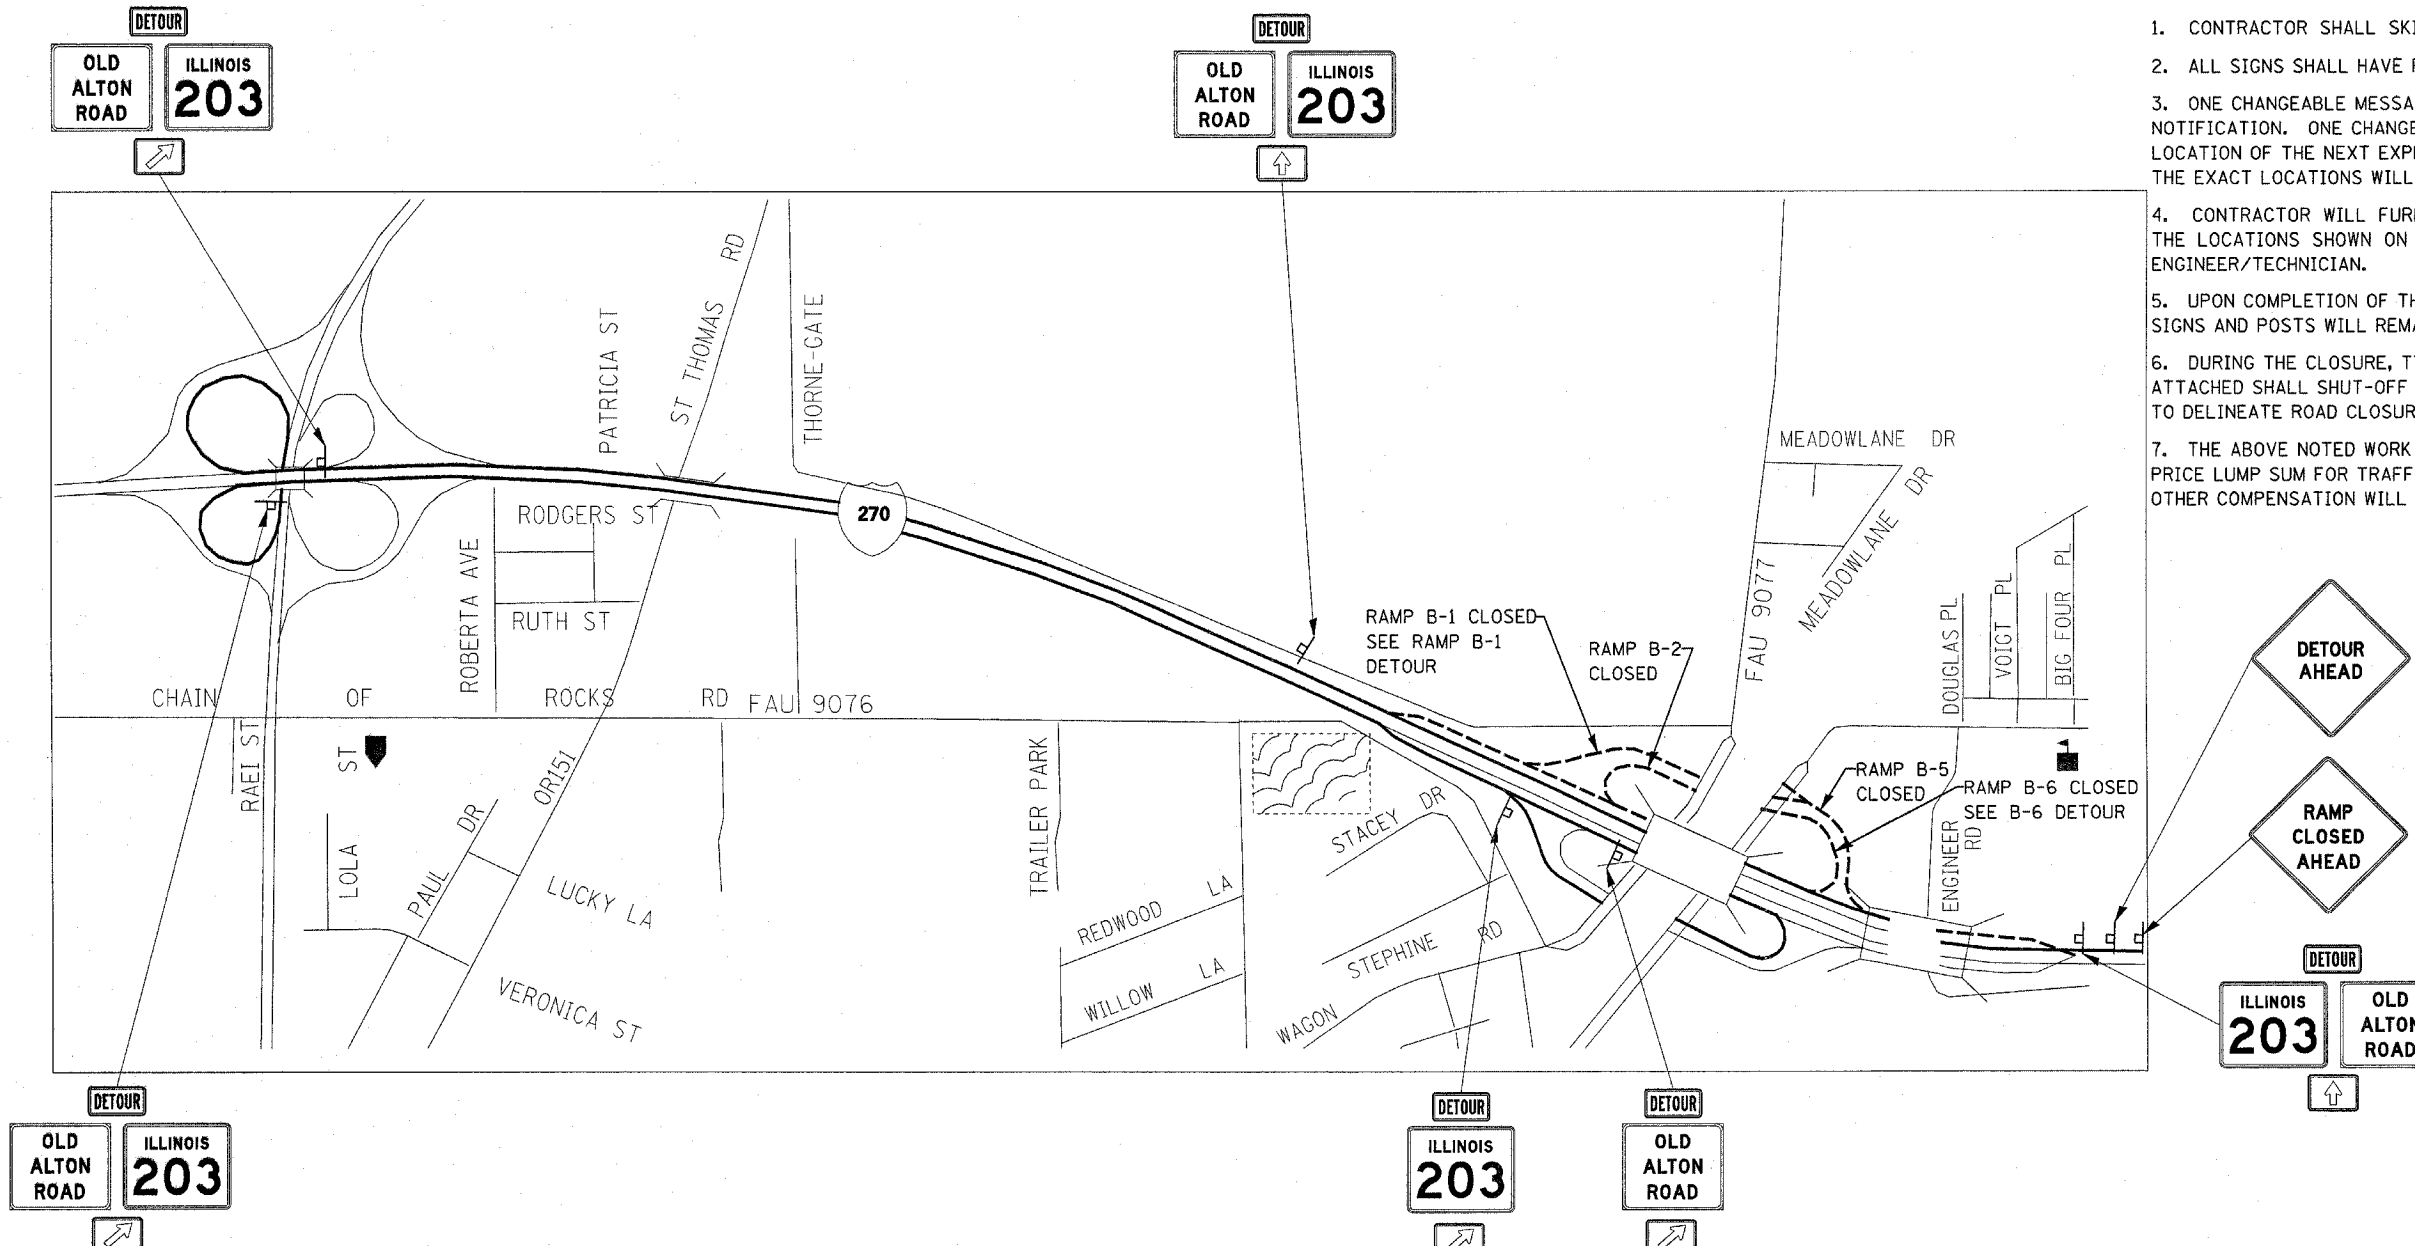 DETOUR
OLD
ALTON
ROAD
ILLINOIS
203
DETOUR
OLD
ALTON
ROAD
ILLINOIS
203
1. CONTRACTOR SHALL SKI
2. ALL SIGNS SHALL HAVE
3. ONE CHANGEABLE MESSA
NOTIFICATION. ONE CHANGE
LOCATION OF THE NEXT EXP
THE EXACT LOCATIONS WILL
4. CONTRACTOR WILL FUR
THE LOCATIONS SHOWN ON
ENGINEER/TECHNICIAN.
5. UPON COMPLETION OF TH
SIGNS AND POSTS WILL REMA
6. DURING THE CLOSURE, T
ATTACHED SHALL SHUT-OFF
TO DELINEATE ROAD CLOSUR
7. THE ABOVE NOTED WORK
PRICE LUMP SUM FOR TRAFF
OTHER COMPENSATION WILL
PATRICIA ST
ST THOMAS RD
THORNE-GATE
270
RODGERS ST
ROBERTA AVE
RUTH ST
CHAIN OF ROCKS RD FAU 9076
MEADOWLANE DR
MEADOWLANE DR
FAU 9077
RAMP B-1 CLOSED
SEE RAMP B-1
DETOUR
RAMP B-2
CLOSED
DOUGLAS PL
VOIGT PL
BIG FOUR PL
RAMP B-5
CLOSED
RAMP B-6 CLOSED
SEE B-6 DETOUR
ENGINEER
RD
RAEI ST
LOLA ST
PAUL DR
OR151
LUCKY LA
VERONICA ST
TRAILER PARK
REDWOOD LA
WILLOW LA
STACEY DR
STEPHINE RD
WAGON
DETOUR
AHEAD
RAMP
CLOSED
AHEAD
DETOUR
ILLINOIS
203
OLD
ALTON
ROAD
DETOUR
OLD
ALTON
ROAD
ILLINOIS
203
DETOUR
ILLINOIS
203
DETOUR
OLD
ALTON
ROAD